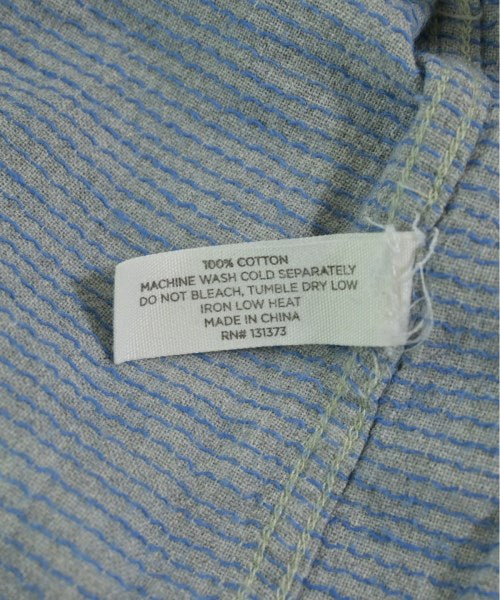 100% COTTON
MACHINE WASH COLD SEPARATELY
DO NOT BLEACH, TUMBLE DRY LOW
IRON LOW HEAT
MADE IN CHINA
RN# 131373